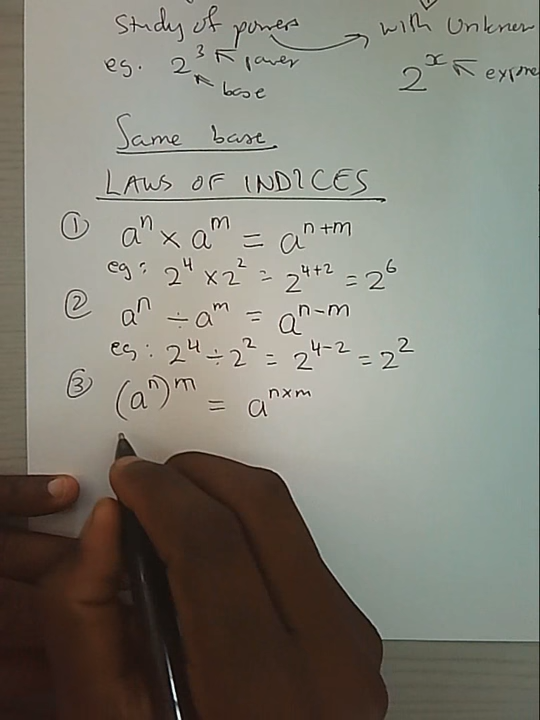 Study of powers with Unknow
eg. 2³ power 2ˣ expone
base
Same base
LAWS OF INDICES
① aⁿ × aᵐ = aⁿ⁺ᵐ
eg: 2⁴ × 2² = 2⁴⁺² = 2⁶
② aⁿ ÷ aᵐ = aⁿ⁻ᵐ
eg: 2⁴ ÷ 2² = 2⁴⁻² = 2²
③ (aⁿ)ᵐ = aⁿˣᵐ